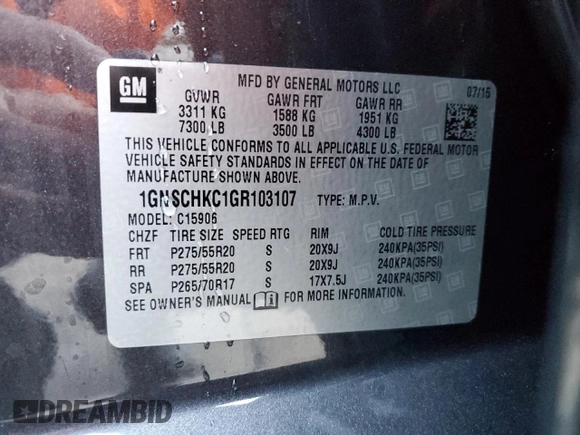 GM
MFD BY GENERAL MOTORS LLC 07/15
GVWR GAWR FRT GAWR RR
3311 KG 1588 KG 1951 KG
7300 LB 3500 LB 4300 LB
THIS VEHICLE CONFORMS TO ALL APPLICABLE U.S. FEDERAL MOTOR
VEHICLE SAFETY STANDARDS IN EFFECT ON THE DATE OF
MANUFACTURE SHOWN ABOVE.
1GNSCHKC1GR103107 TYPE: M.P.V.
MODEL: C15906
CHZF TIRE SIZE SPEED RTG RIM COLD TIRE PRESSURE
FRT P275/55R20 S 20X9J 240KPA(35PSI)
RR P275/55R20 S 20X9J 240KPA(35PSI)
SPA P265/70R17 S 17X7.5J 240KPA(35PSI)
SEE OWNER'S MANUAL FOR MORE INFORMATION.
DREAMBID